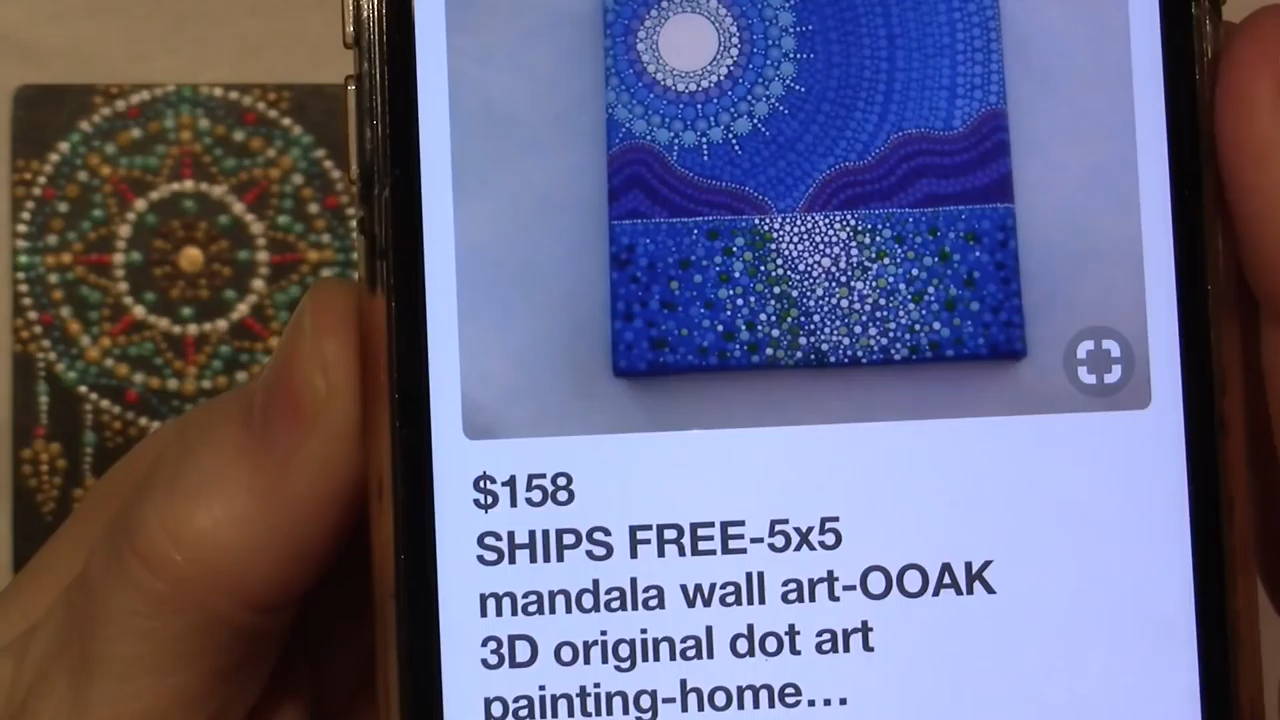 $158
SHIPS FREE-5x5
mandala wall art-OOAK
3D original dot art
painting-home...